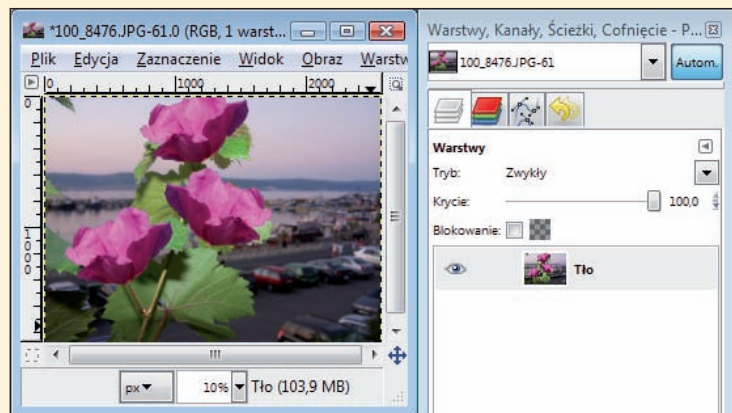 *100_8476.JPG-61.0 (RGB, 1 warst...
Plik Edycja Zaznaczenie Widok Obraz Warstw
0 1000 2000
0
1000
px 10% Tło (103,9 MB)
Warstwy, Kanały, Ścieżki, Cofnięcie - P...
100_8476.JPG-61 Autom.
Warstwy
Tryb: Zwykły
Krycie: 100,0
Blokowanie:
Tło